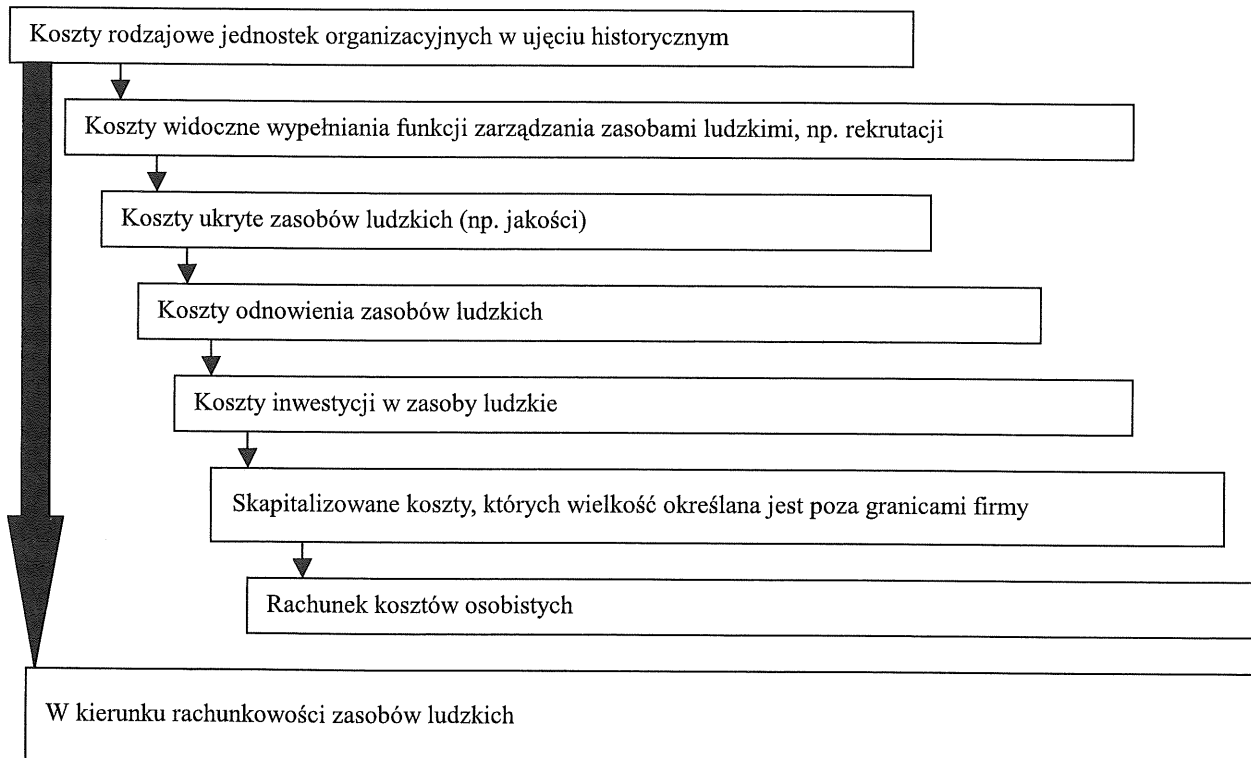 Koszty rodzajowe jednostek organizacyjnych w ujęciu historycznym
Koszty widoczne wypełniania funkcji zarządzania zasobami ludzkimi, np. rekrutacji
Koszty ukryte zasobów ludzkich (np. jakości)
Koszty odnowienia zasobów ludzkich
Koszty inwestycji w zasoby ludzkie
Skapitalizowane koszty, których wielkość określana jest poza granicami firmy
Rachunek kosztów osobistych
W kierunku rachunkowości zasobów ludzkich